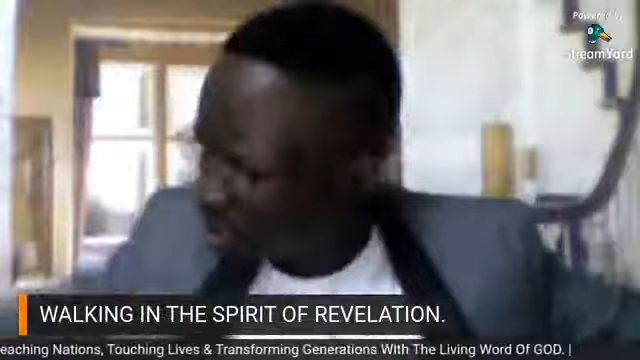 Powered by
StreamYard
WALKING IN THE SPIRIT OF REVELATION.
eaching Nations, Touching Lives & Transforming Generations With The Living Word Of GOD. |